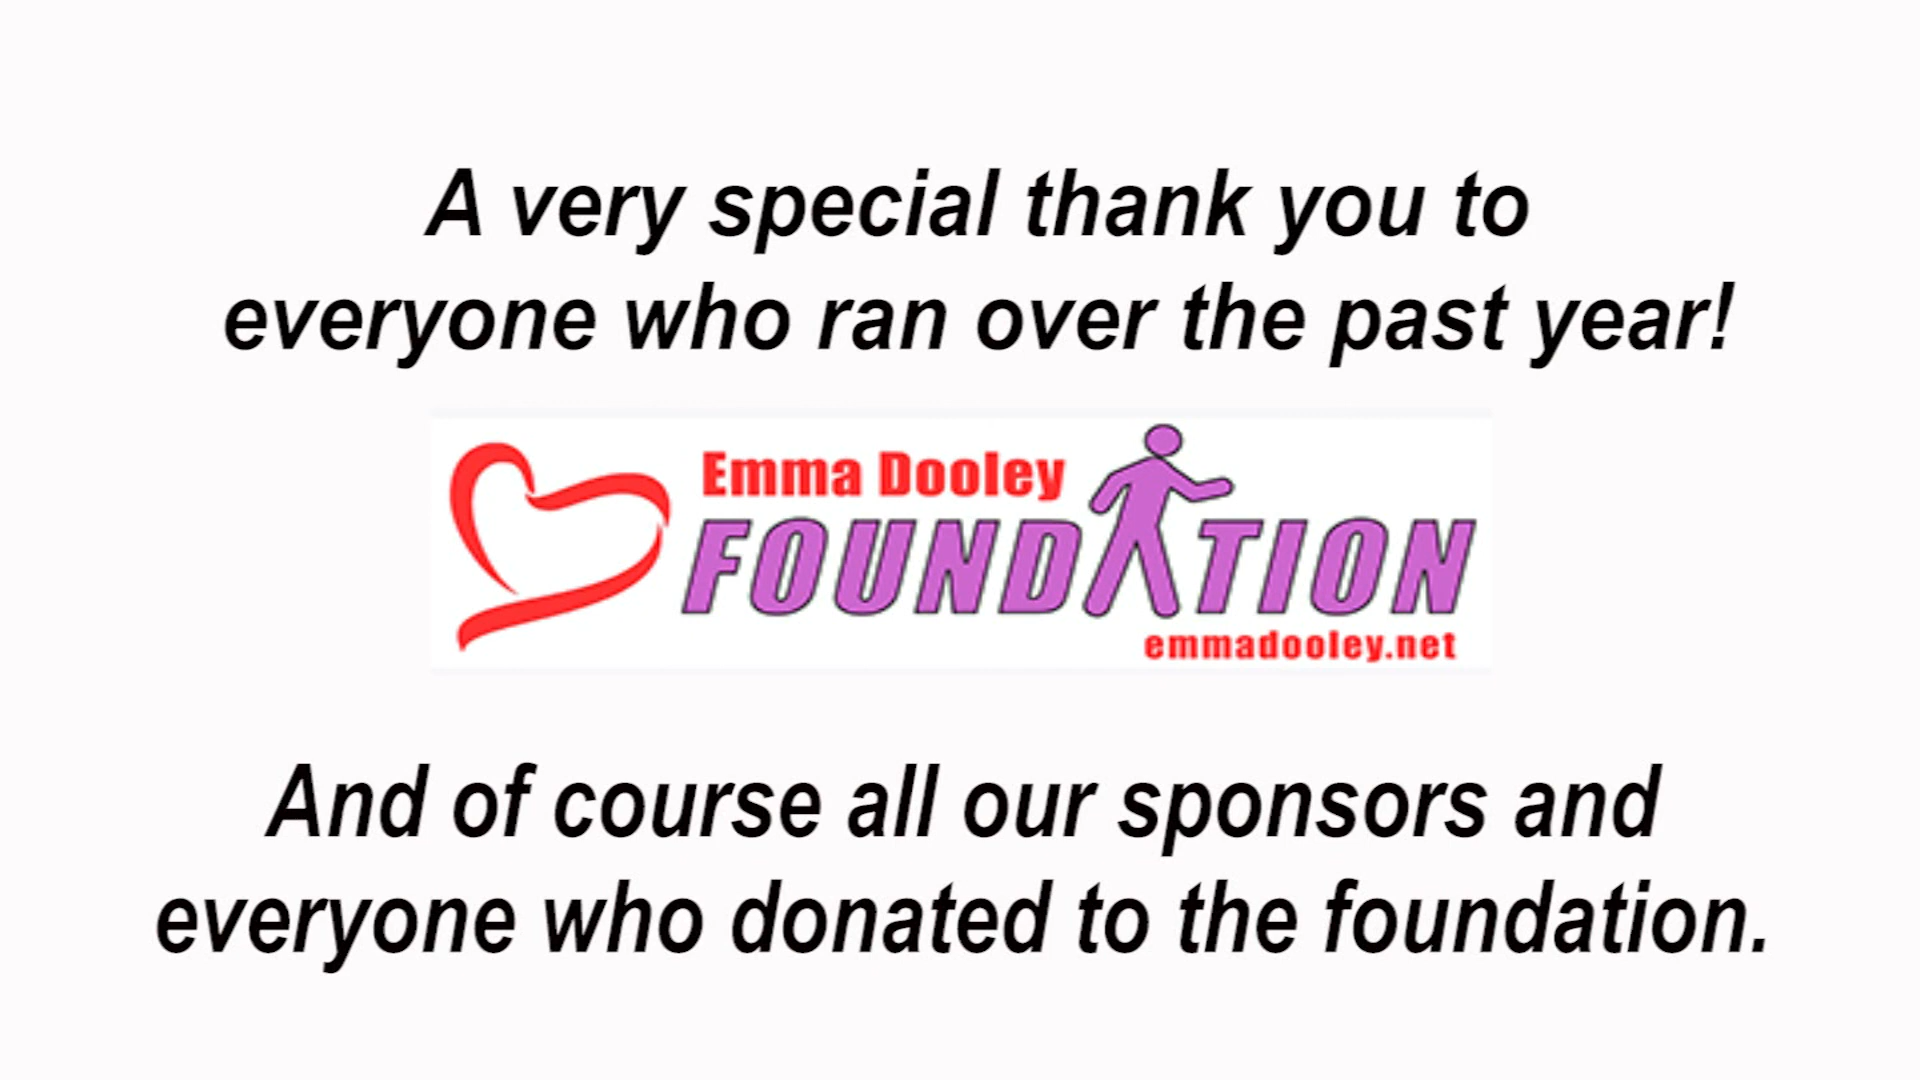 A very special thank you to
everyone who ran over the past year!
Emma Dooley
FOUNDATION
emmadooley.net
And of course all our sponsors and
everyone who donated to the foundation.